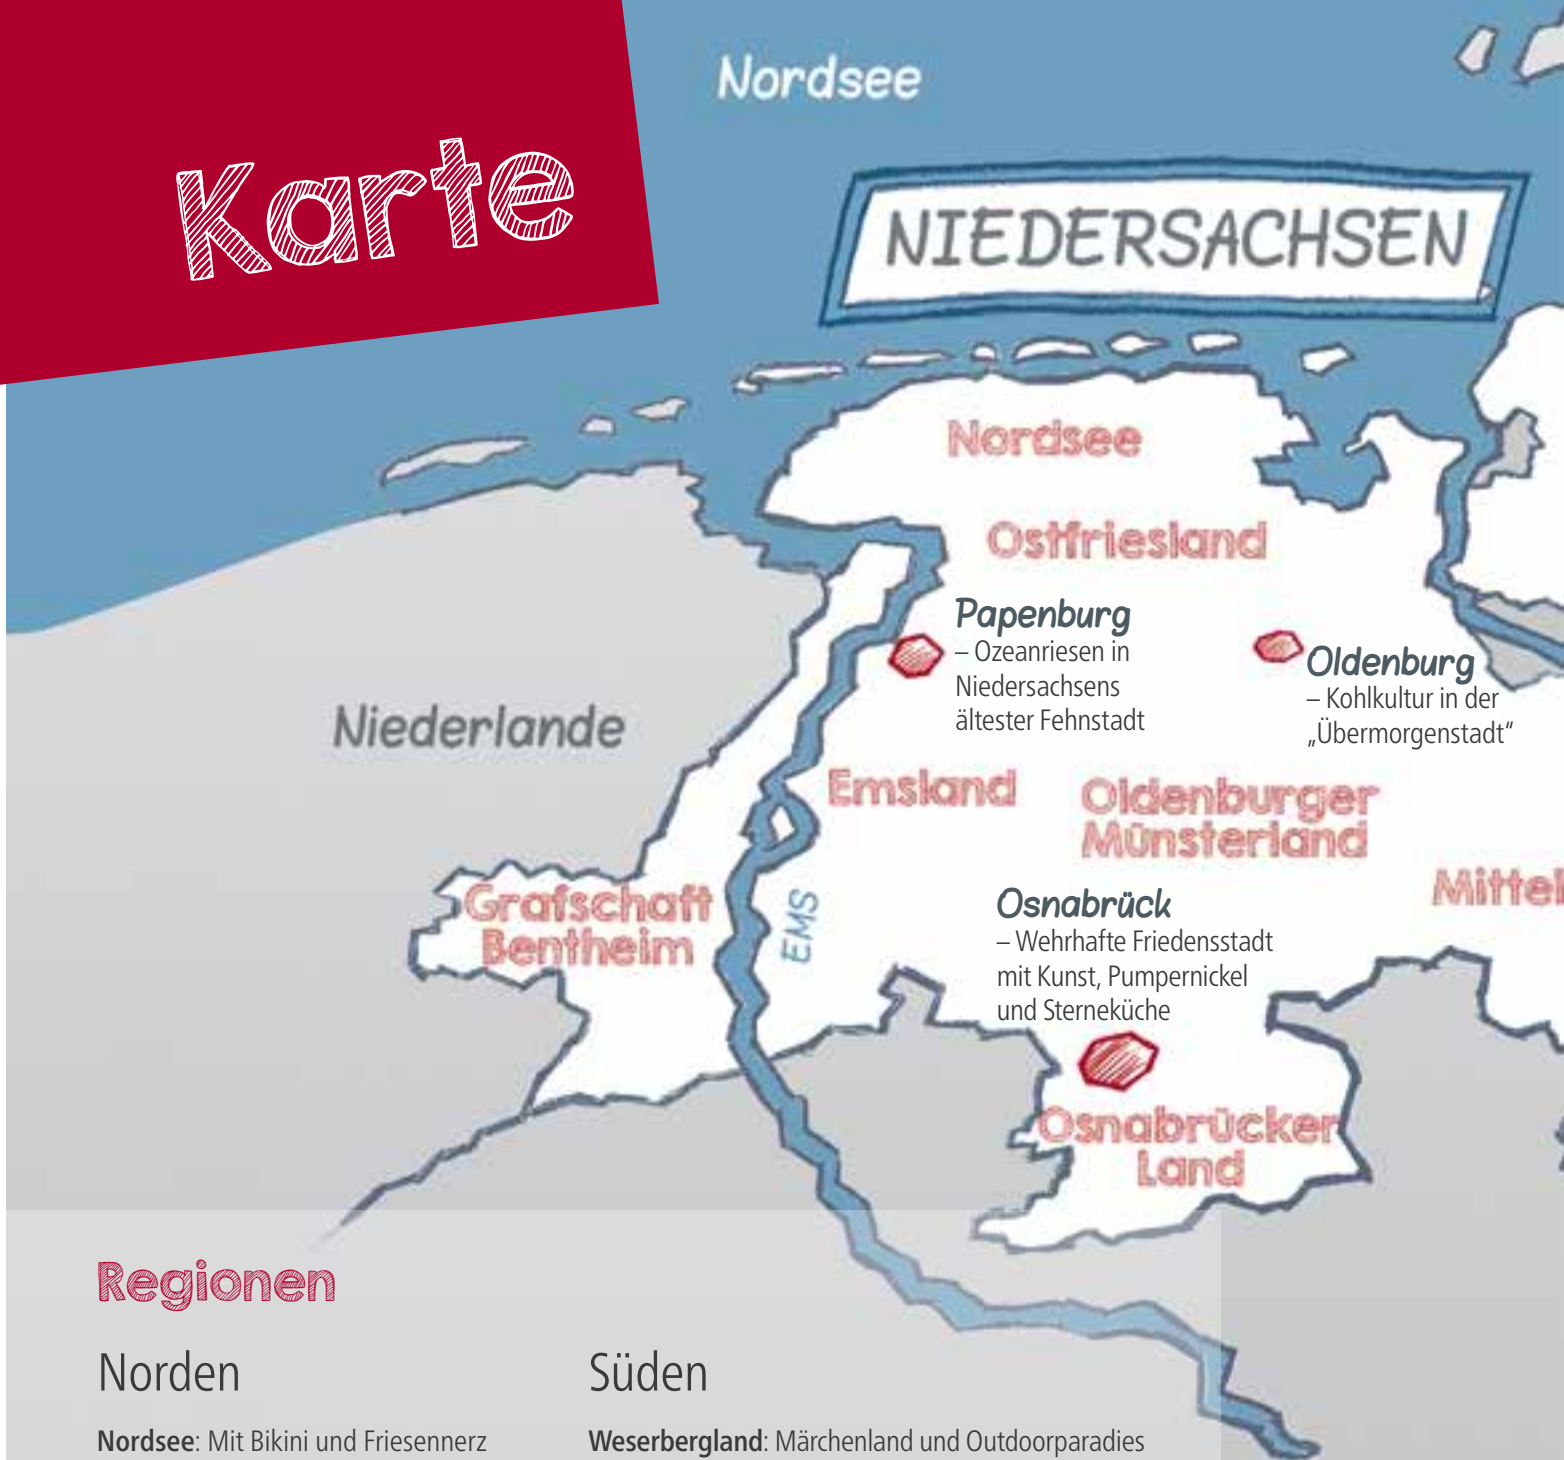 Karte
Nordsee
NIEDERSACHSEN
Nordsee
Ostfriesland
Papenburg
– Ozeanriesen in
Niedersachsens
ältester Fehnstadt
Oldenburg
– Kohlkultur in der
„Übermorgenstadt“
Niederlande
Emsland
Oldenburger
Münsterland
Grafschaft
Bentheim
EMS
Osnabrück
– Wehrhafte Friedensstadt
mit Kunst, Pumpernickel
und Sterneküche
Mittel
Osnabrücker
Land
Regionen
Norden
Nordsee: Mit Bikini und Friesennerz
Süden
Weserbergland: Märchenland und Outdoorparadies